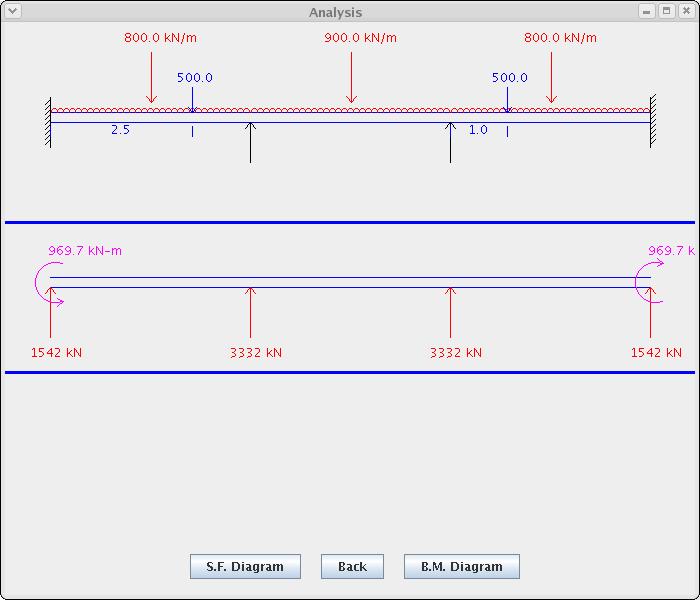 Analysis
800.0 kN/m 900.0 kN/m 800.0 kN/m
500.0 500.0
2.5 1.0
969.7 kN-m 969.7 k
1542 kN 3332 kN 3332 kN 1542 kN
S.F. Diagram Back B.M. Diagram